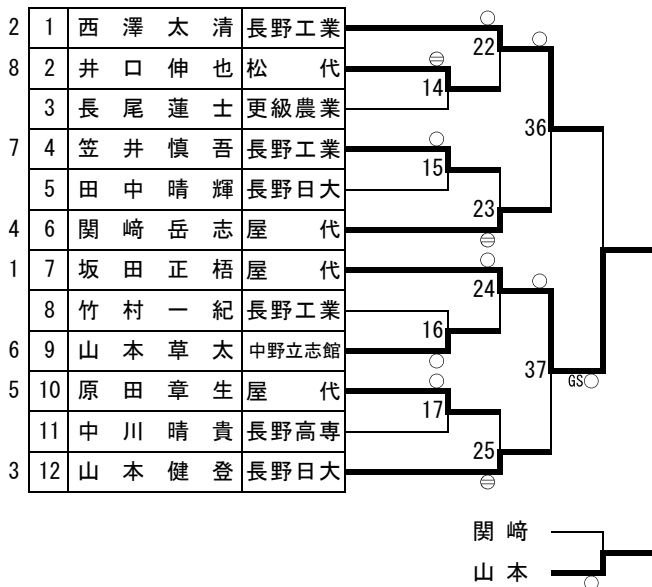 2 1 西澤太清 長野工業
8 2 井口伸也 松代
3 長尾蓮士 更級農業
7 4 笠井慎吾 長野工業
5 田中晴輝 長野日大
4 6 関﨑岳志 屋代
1 7 坂田正梧 屋代
8 竹村一紀 長野工業
6 9 山本草太 中野立志館
5 10 原田章生 屋代
11 中川晴貴 長野高専
3 12 山本健登 長野日大
14
15
16
17
22
23
24
25
36
37
GS
関﨑
山本